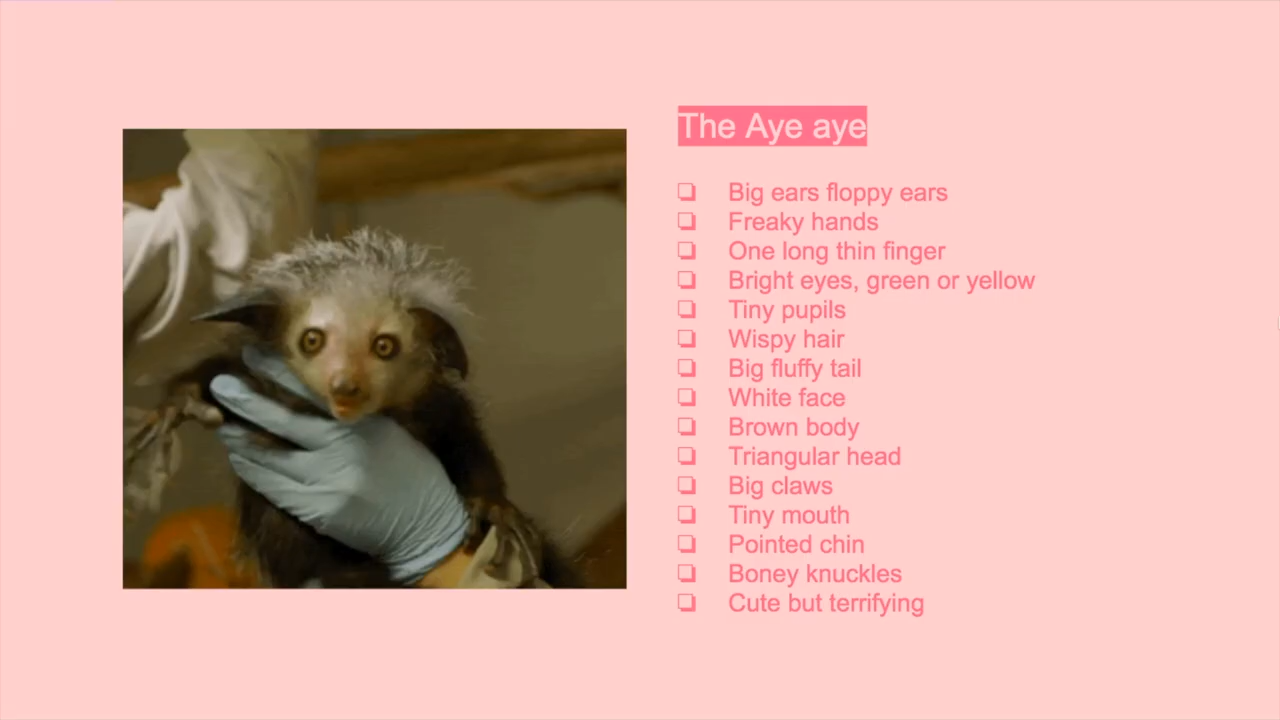 The Aye aye
Big ears floppy ears
Freaky hands
One long thin finger
Bright eyes, green or yellow
Tiny pupils
Wispy hair
Big fluffy tail
White face
Brown body
Triangular head
Big claws
Tiny mouth
Pointed chin
Boney knuckles
Cute but terrifying